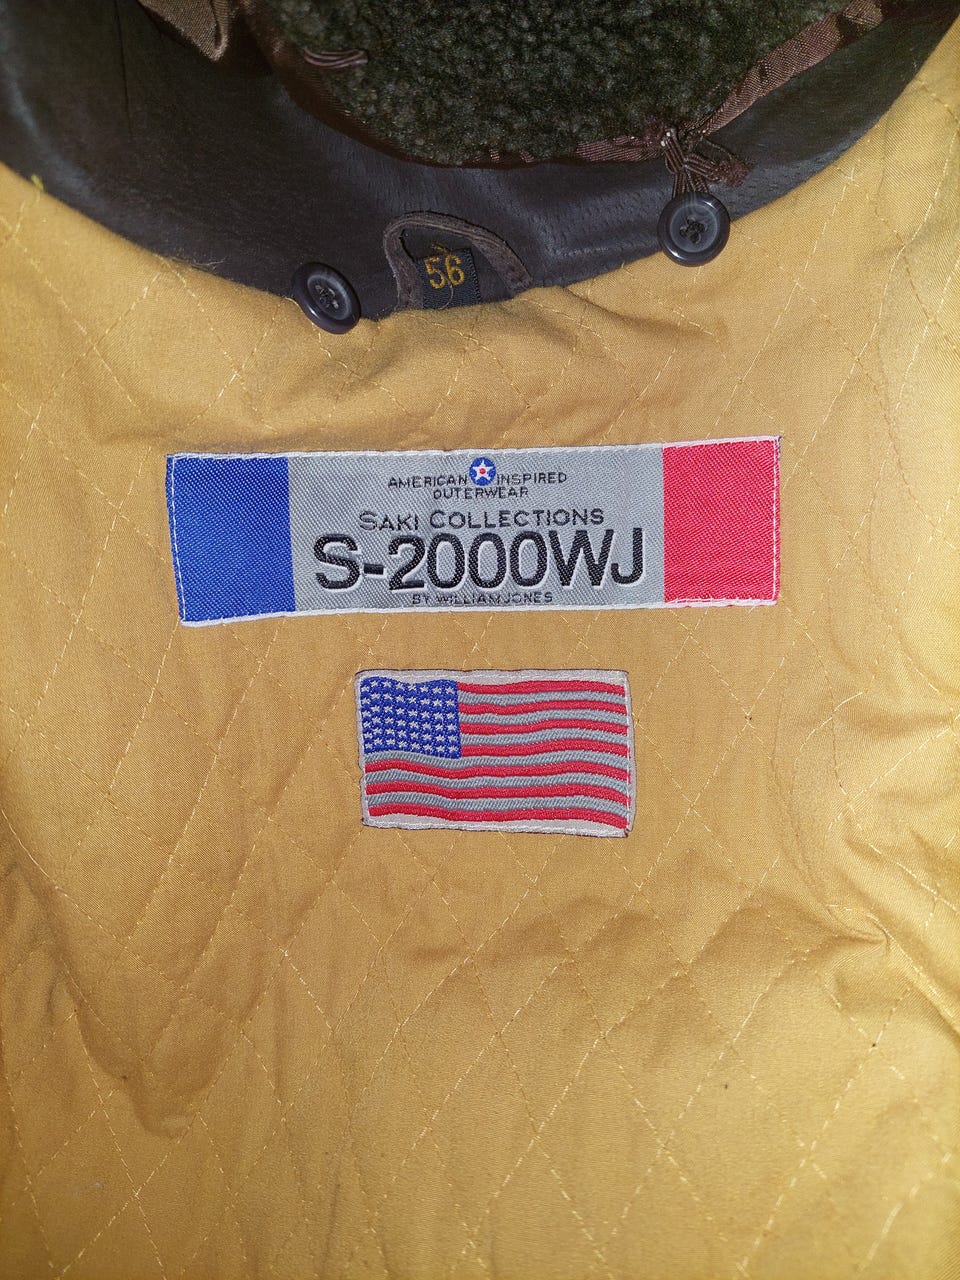 56
AMERICAN INSPIRED
OUTERWEAR
SAKI COLLECTIONS
S-2000WJ
BY WILLIAM JONES